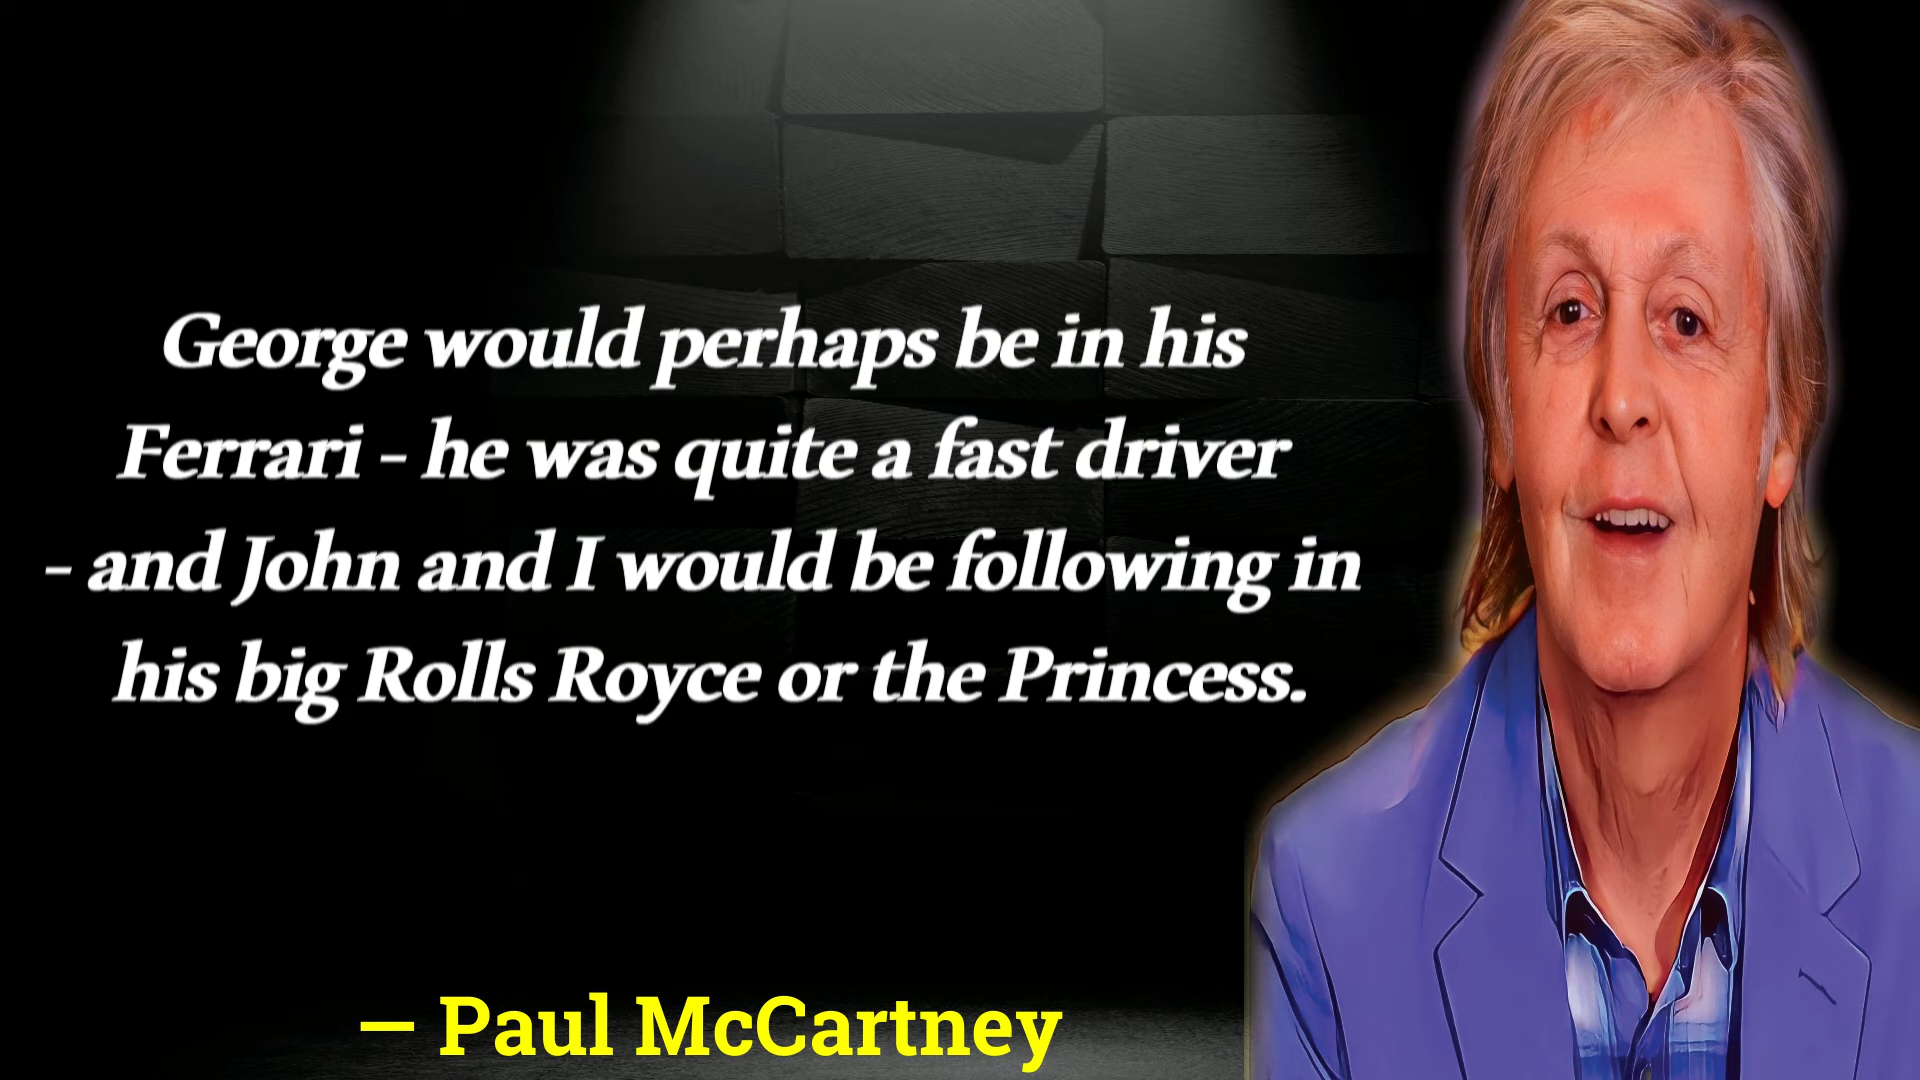 George would perhaps be in his
Ferrari - he was quite a fast driver
- and John and I would be following in
his big Rolls Royce or the Princess.
— Paul McCartney